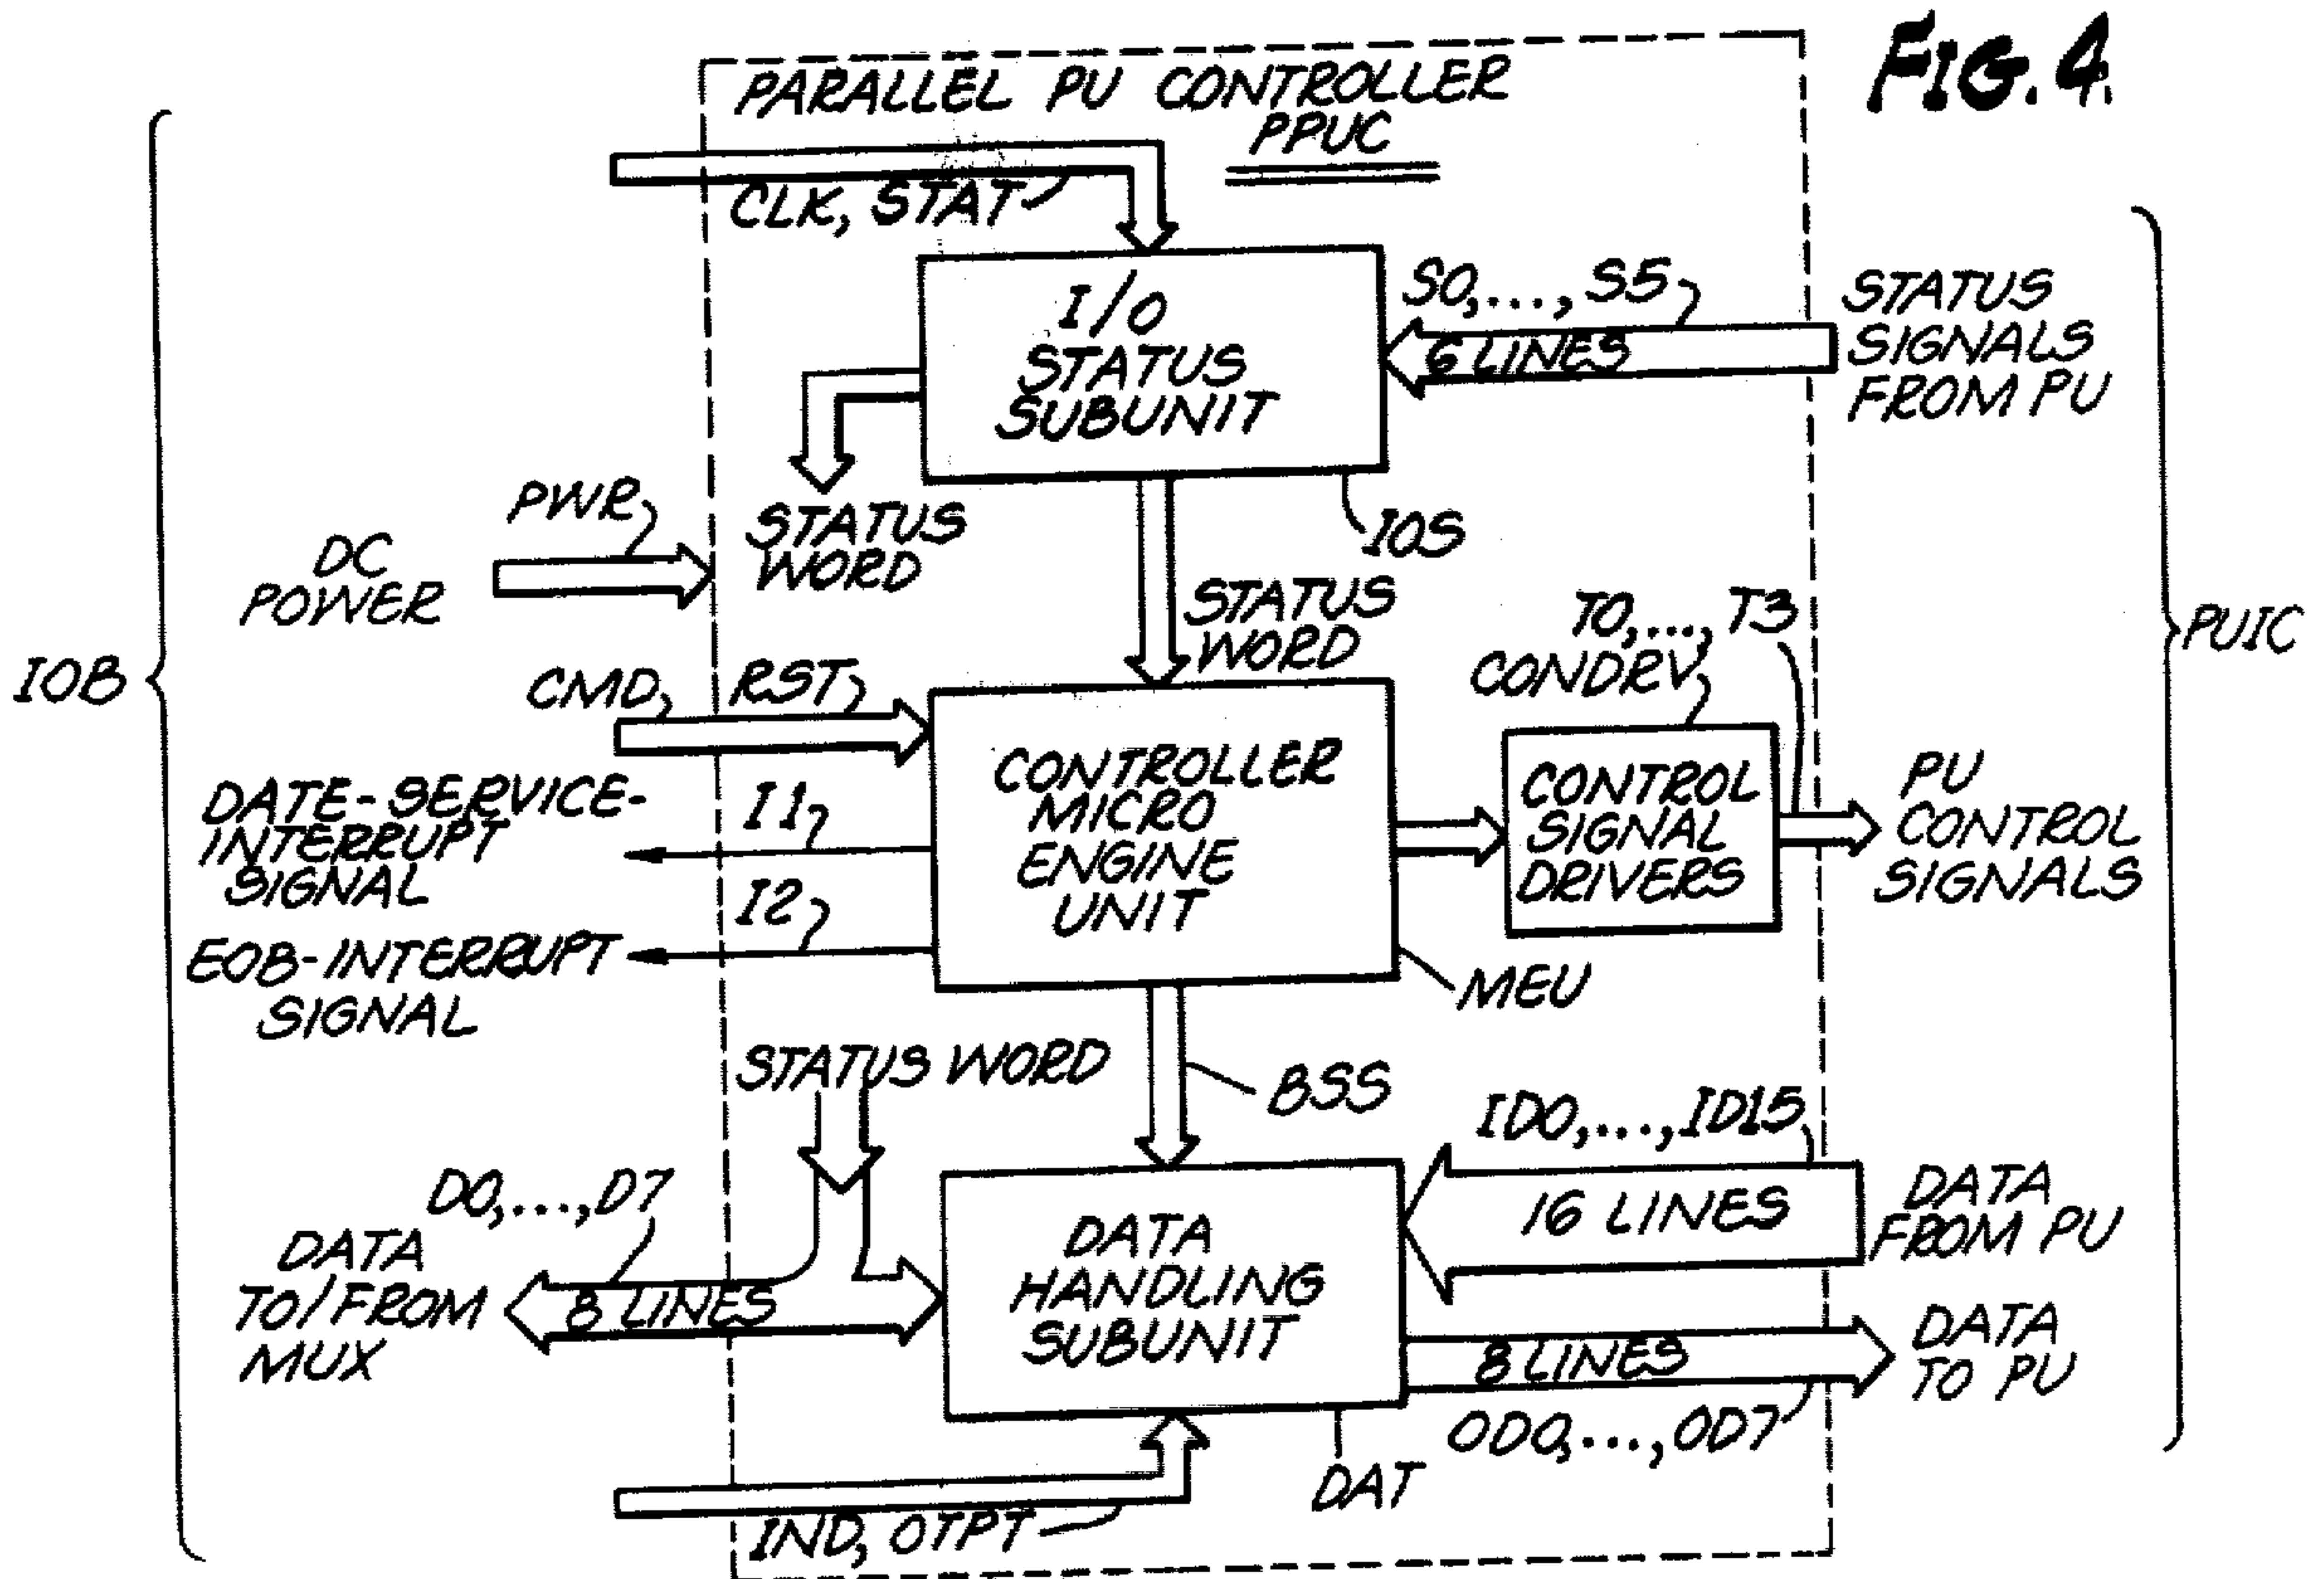 FIG. 4.
PARALLEL PU CONTROLLER
PPUC
CLK, STAT
I/O
STATUS
SUBUNIT
S0,..., S5
6 LINES
STATUS
SIGNALS
FROM PU
PWR
DC
POWER
STATUS
WORD
IOS
STATUS
WORD
T0,..., T3
CONDRV
PUIC
IOB
CMD, RST
CONTROLLER
MICRO
ENGINE
UNIT
CONTROL
SIGNAL
DRIVERS
PU
CONTROL
SIGNALS
DATE-SERVICE-
INTERRUPT
SIGNAL
I1
I2
EOB-INTERRUPT
SIGNAL
MEU
STATUS WORD
BSS
ID0,..., ID15
16 LINES
DATA
FROM PU
D0,...,D7
DATA
TO/FROM
MUX
8 LINES
DATA
HANDLING
SUBUNIT
8 LINES
DATA
TO PU
OD0,..., OD7
DAT
IND, OTPT